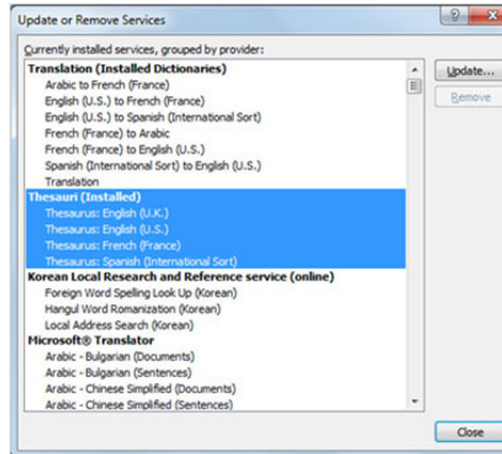 Update or Remove Services
Currently installed services, grouped by provider:
Translation (Installed Dictionaries)
Arabic to French (France)
English (U.S.) to French (France)
English (U.S.) to Spanish (International Sort)
French (France) to Arabic
French (France) to English (U.S.)
Spanish (International Sort) to English (U.S.)
Translation
Thesauri (Installed)
Thesaurus: English (U.K.)
Thesaurus: English (U.S.)
Thesaurus: French (France)
Thesaurus: Spanish (International Sort)
Korean Local Research and Reference service (online)
Foreign Word Spelling Look Up (Korean)
Hangul Word Romanization (Korean)
Local Address Search (Korean)
Microsoft® Translator
Arabic - Bulgarian (Documents)
Arabic - Bulgarian (Sentences)
Arabic - Chinese Simplified (Documents)
Arabic - Chinese Simplified (Sentences)
Update...
Remove
Close